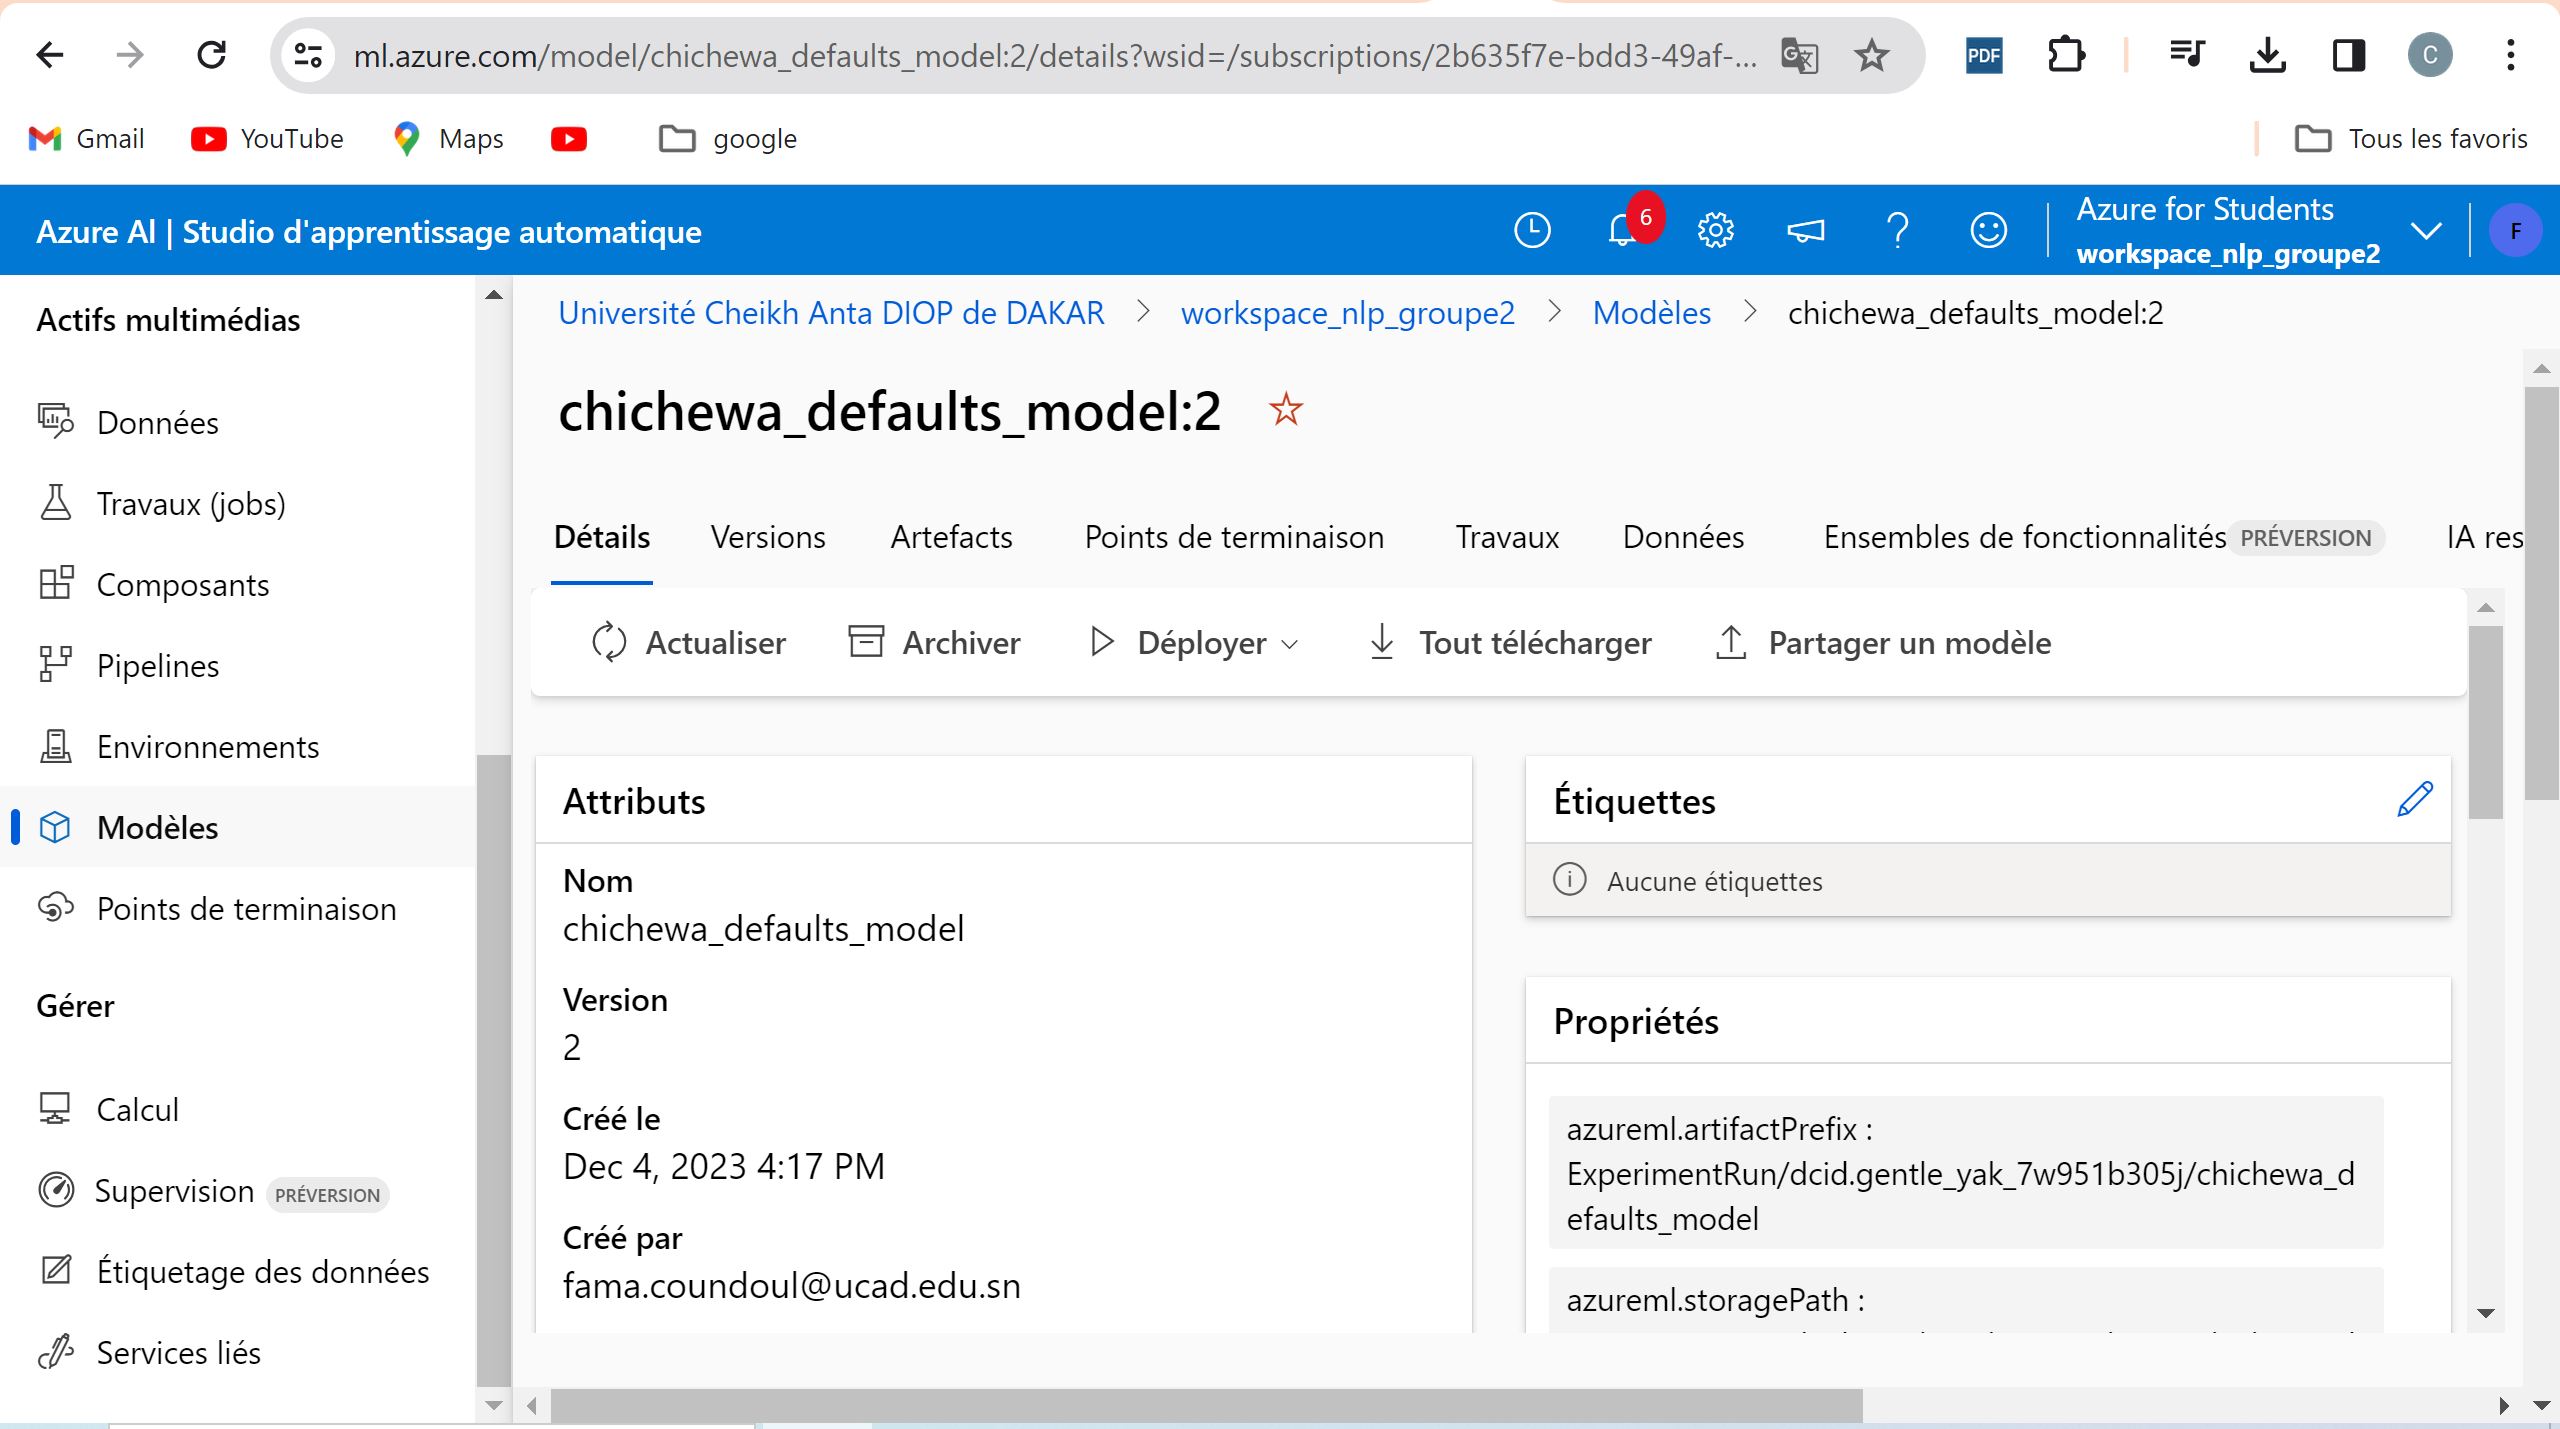 ml.azure.com/model/chichewa_defaults_model:2/details?wsid=/subscriptions/2b635f7e-bdd3-49af-...
PDF
C
Gmail
YouTube
Maps
google
Tous les favoris
Azure AI | Studio d'apprentissage automatique
6
Azure for Students
workspace_nlp_groupe2
F
Actifs multimédias
Données
Travaux (jobs)
Composants
Pipelines
Environnements
Modèles
Points de terminaison
Gérer
Calcul
Supervision PRÉVERSION
Étiquetage des données
Services liés
Université Cheikh Anta DIOP de DAKAR > workspace_nlp_groupe2 > Modèles > chichewa_defaults_model:2
chichewa_defaults_model:2
Détails Versions Artefacts Points de terminaison Travaux Données Ensembles de fonctionnalités PRÉVERSION IA res
Actualiser Archiver Déployer Tout télécharger Partager un modèle
Attributs
Nom
chichewa_defaults_model
Version
2
Créé le
Dec 4, 2023 4:17 PM
Créé par
fama.coundoul@ucad.edu.sn
Étiquettes
Aucune étiquettes
Propriétés
azureml.artifactPrefix :
ExperimentRun/dcid.gentle_yak_7w951b305j/chichewa_d
efaults_model
azureml.storagePath :